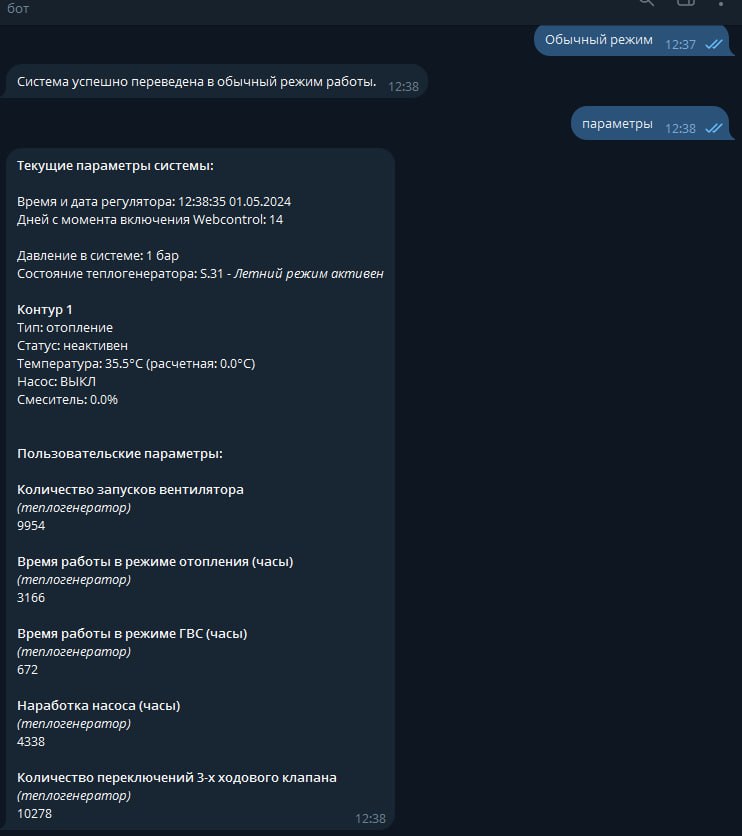 бот
Обычный режим 12:37
Система успешно переведена в обычный режим работы. 12:38
параметры 12:38
Текущие параметры системы:
Время и дата регулятора: 12:38:35 01.05.2024
Дней с момента включения Webcontrol: 14
Давление в системе: 1 бар
Состояние теплогенератора: S.31 - Летний режим активен
Контур 1
Тип: отопление
Статус: неактивен
Температура: 35.5°C (расчетная: 0.0°C)
Насос: ВЫКЛ
Смеситель: 0.0%
Пользовательские параметры:
Количество запусков вентилятора
(теплогенератор)
9954
Время работы в режиме отопления (часы)
(теплогенератор)
3166
Время работы в режиме ГВС (часы)
(теплогенератор)
672
Наработка насоса (часы)
(теплогенератор)
4338
Количество переключений 3-х ходового клапана
(теплогенератор)
10278
12:38